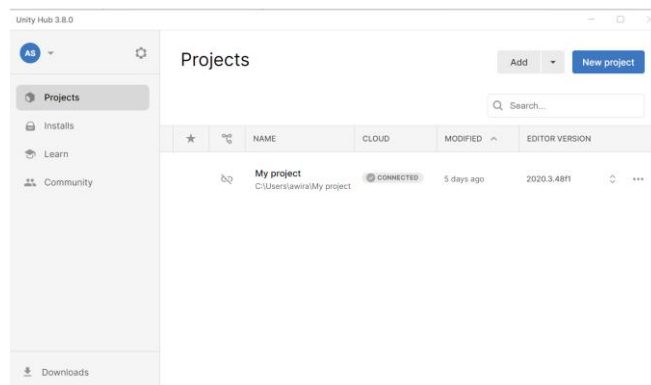 Unity Hub 3.8.0
AS
Projects
Installs
Learn
Community
Downloads
Projects
Add
New project
Search...
NAME CLOUD MODIFIED EDITOR VERSION
My project CONNECTED 5 days ago 2020.3.48f1
C:\Users\awira\My project